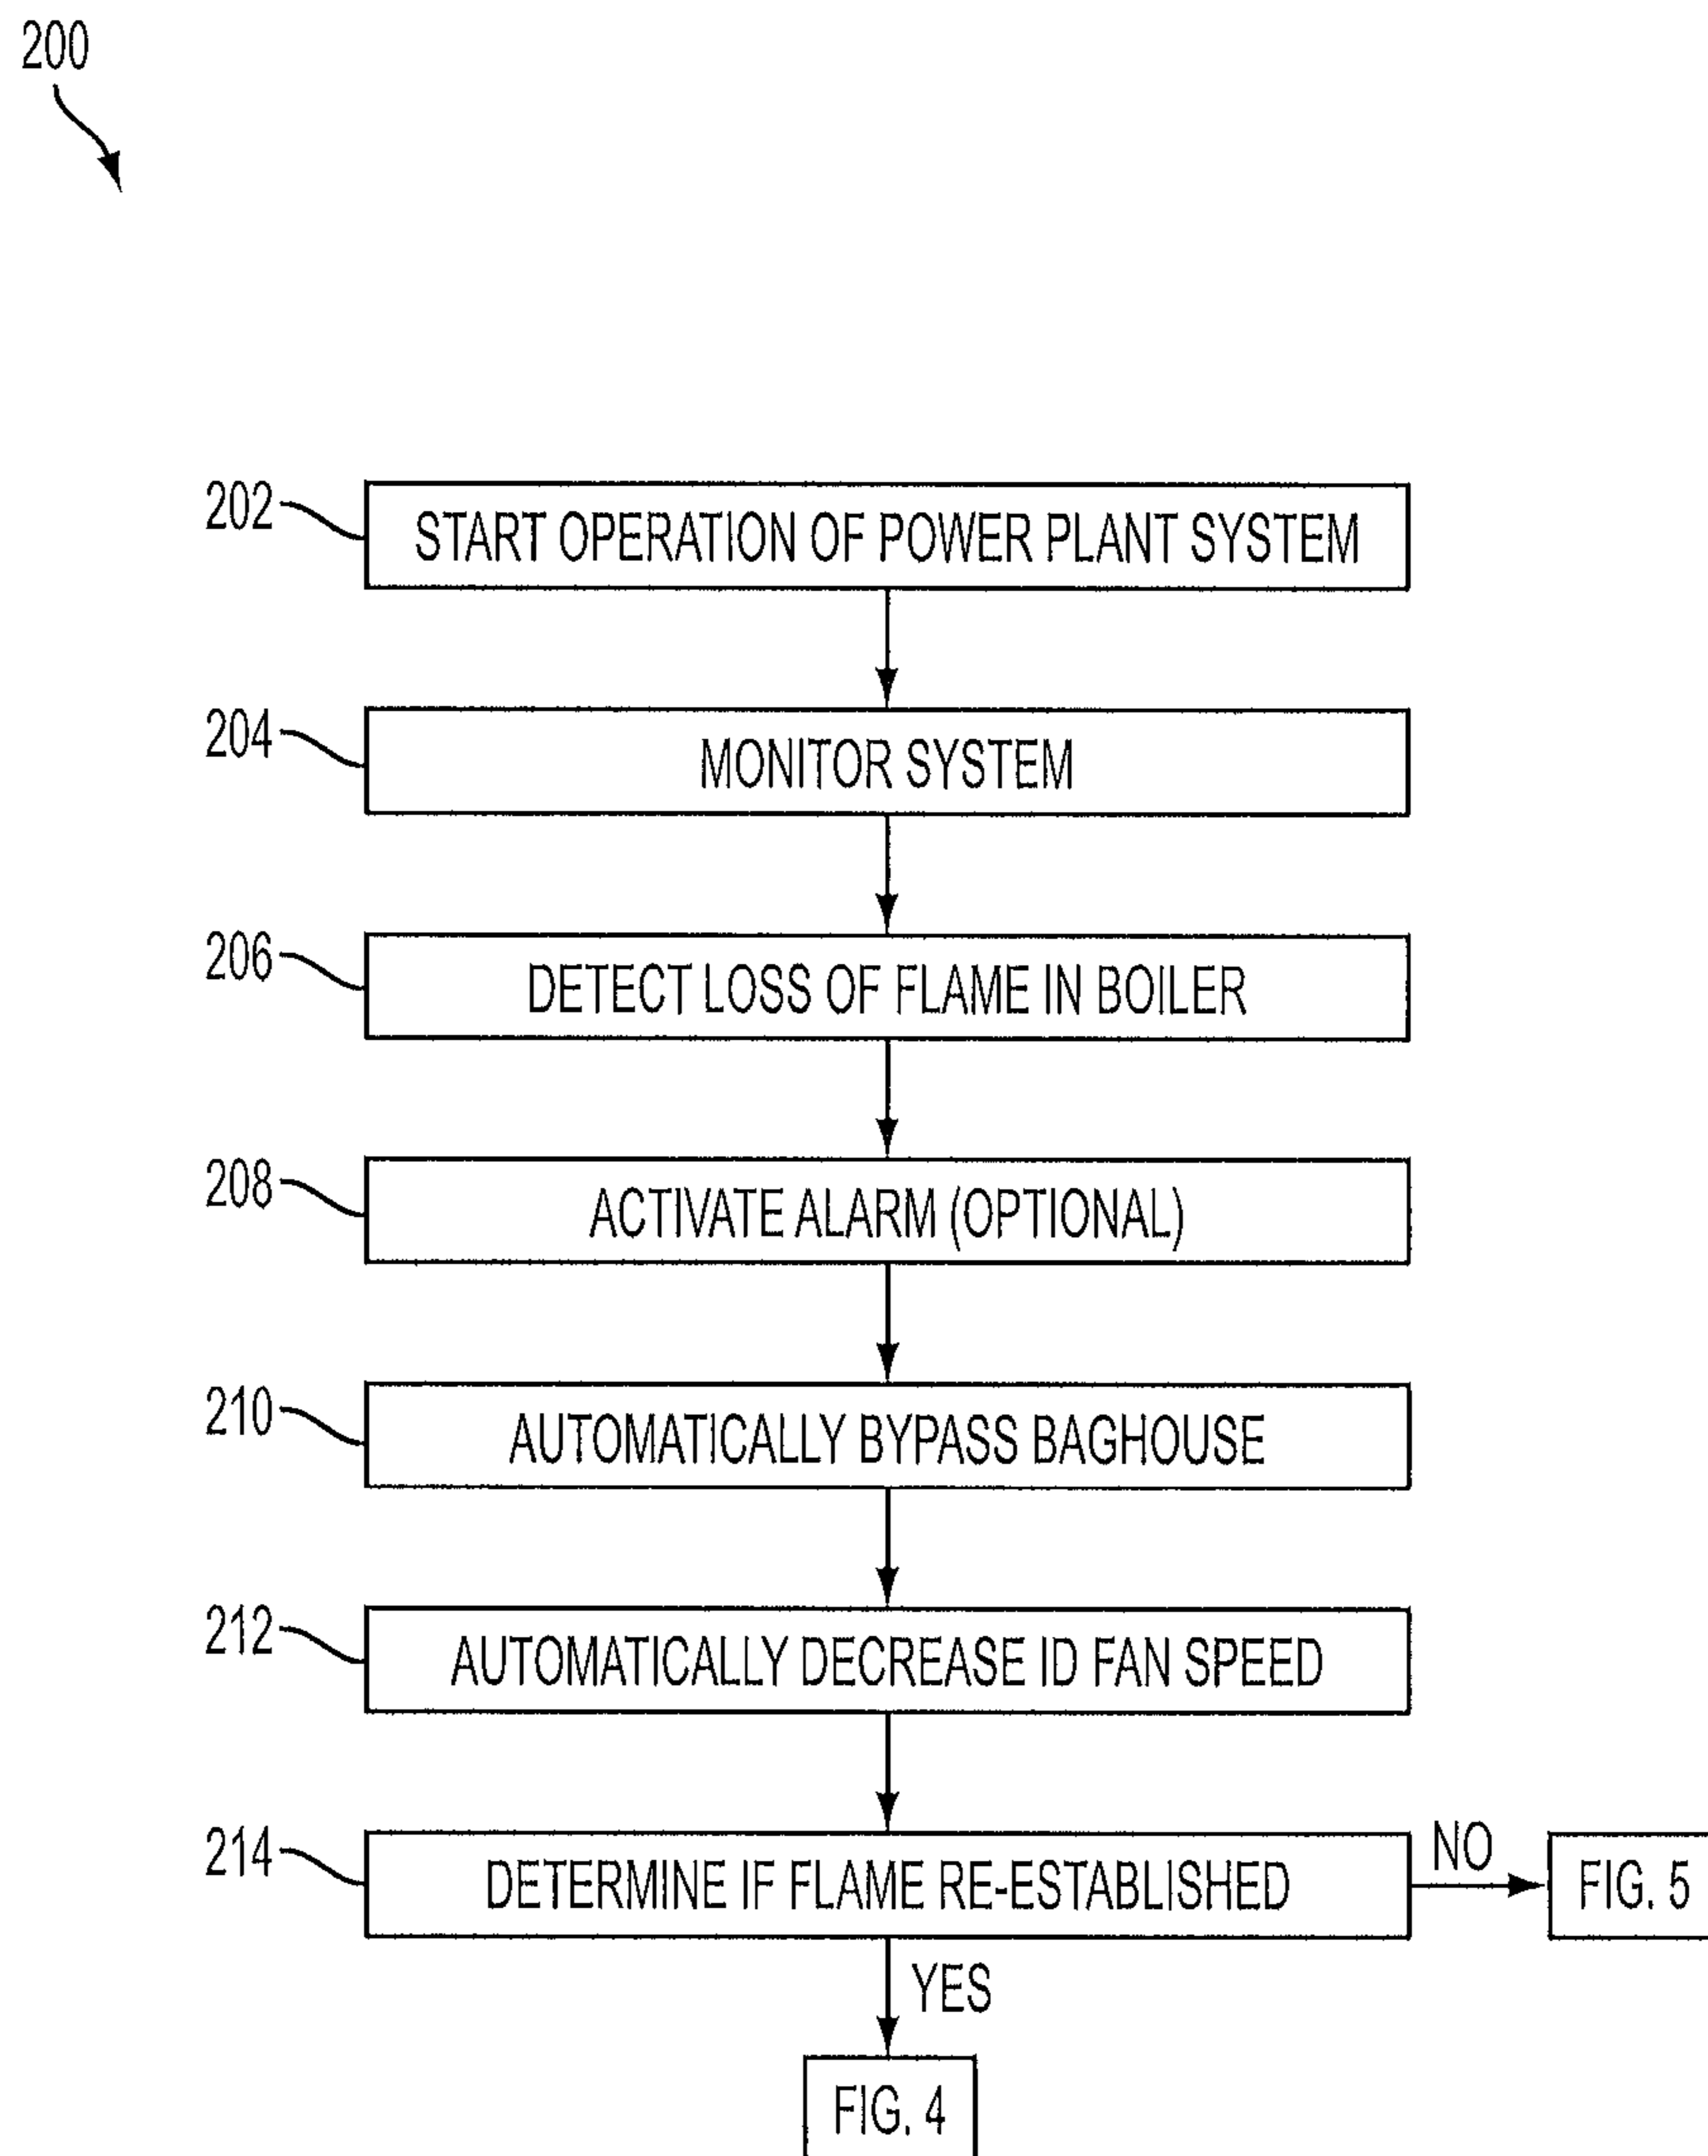 200
202
START OPERATION OF POWER PLANT SYSTEM
204
MONITOR SYSTEM
206
DETECT LOSS OF FLAME IN BOILER
208
ACTIVATE ALARM (OPTIONAL)
210
AUTOMATICALLY BYPASS BAGHOUSE
212
AUTOMATICALLY DECREASE ID FAN SPEED
214
DETERMINE IF FLAME RE-ESTABLISHED
NO
FIG. 5
YES
FIG. 4